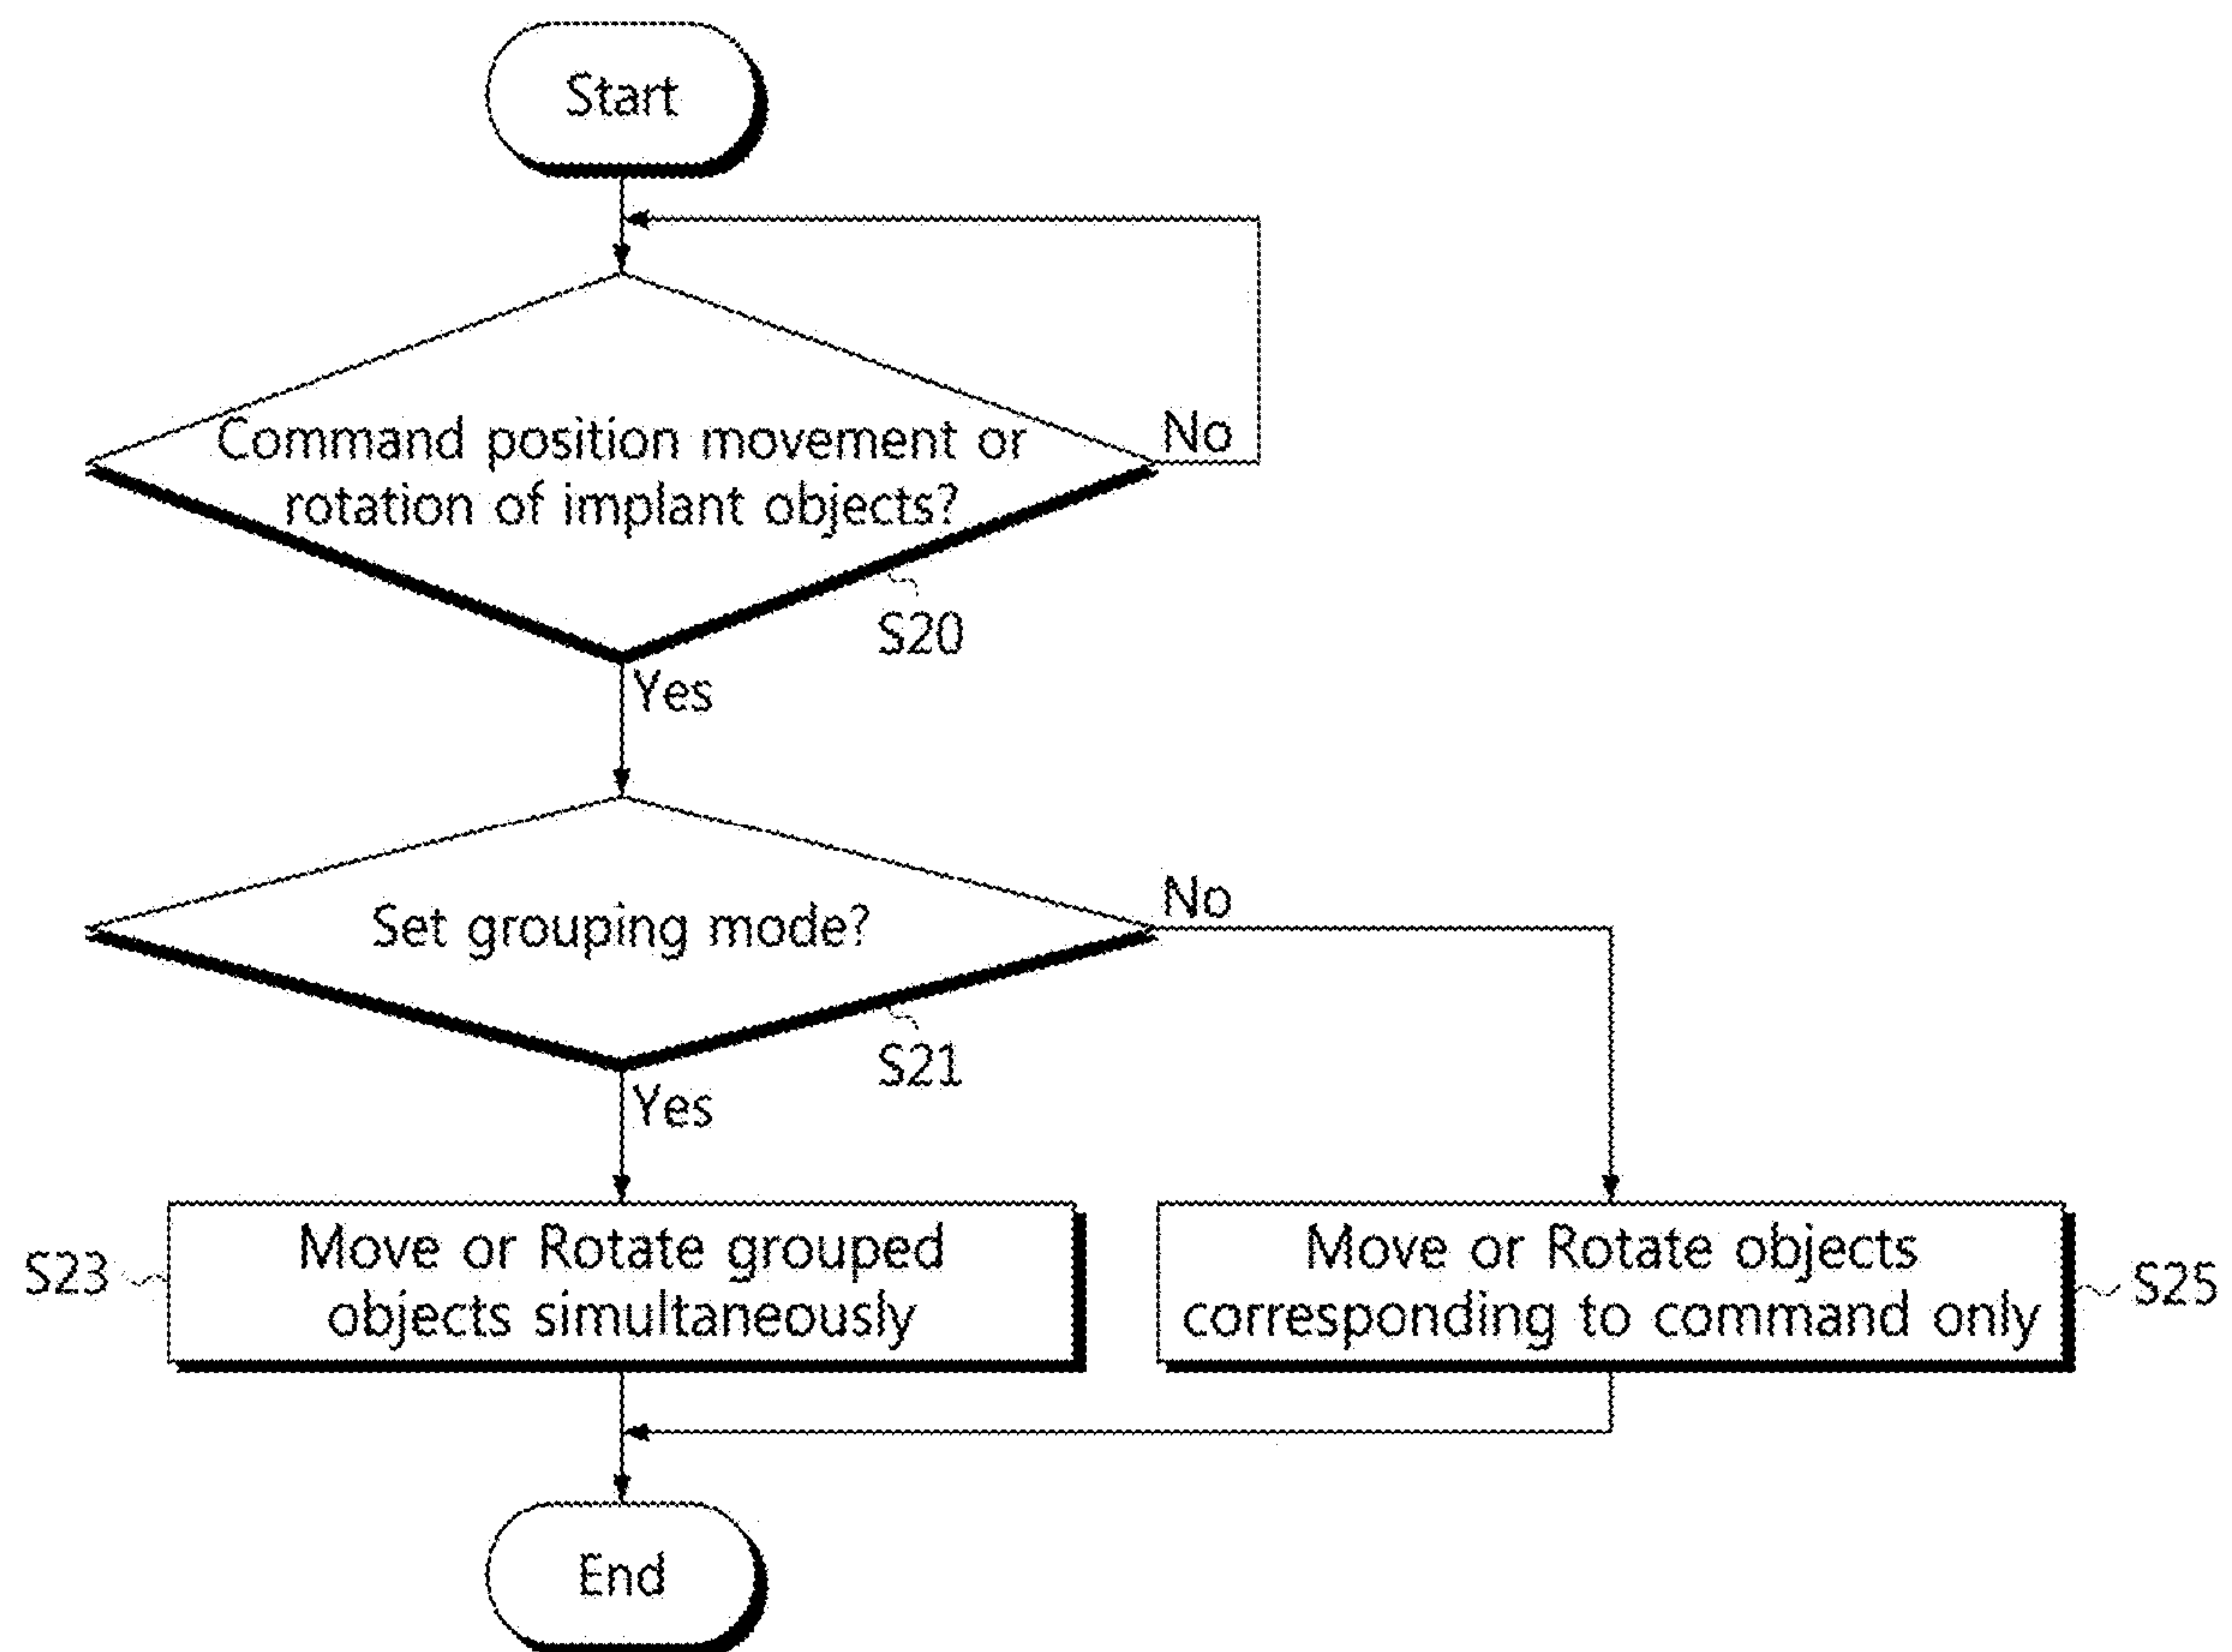 Start
Command position movement or
rotation of implant objects?
No
S20
Yes
Set grouping mode?
No
S21
Yes
Move or Rotate grouped
objects simultaneously
S23
Move or Rotate objects
corresponding to command only
S25
End